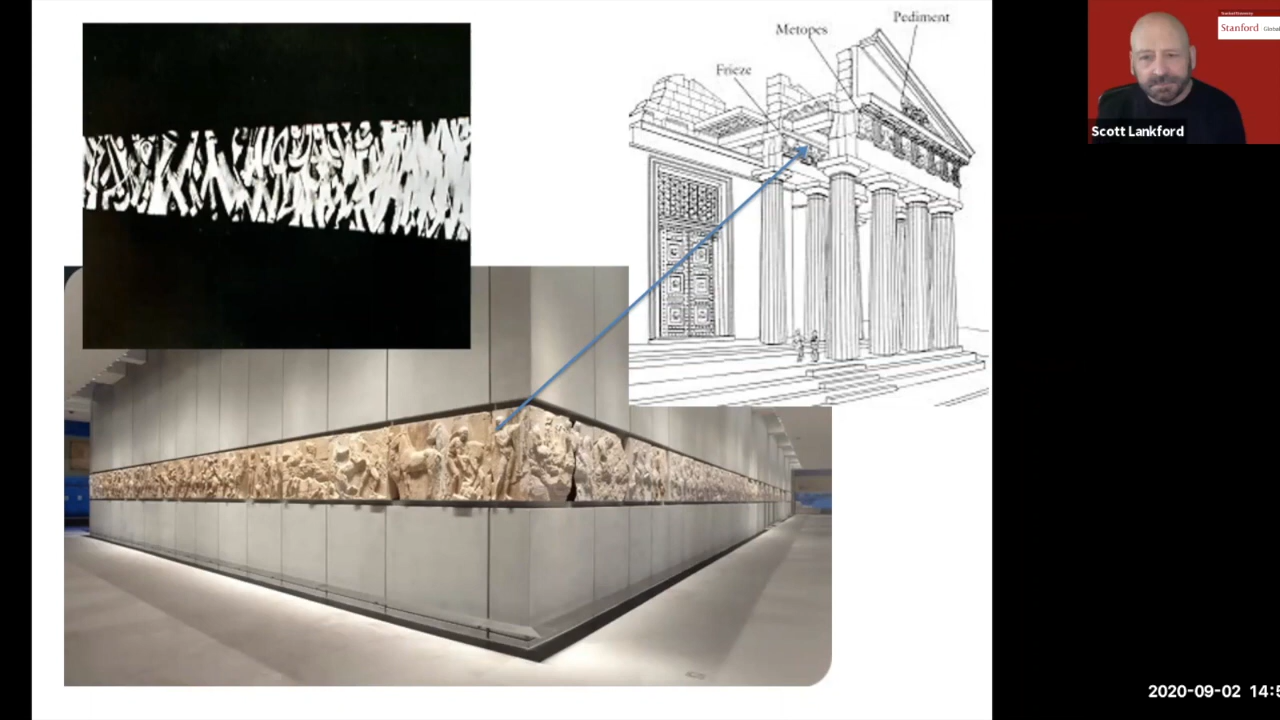 Pediment
Metopes
Frieze
Stanford
Scott Lankford
2020-09-02 14:5